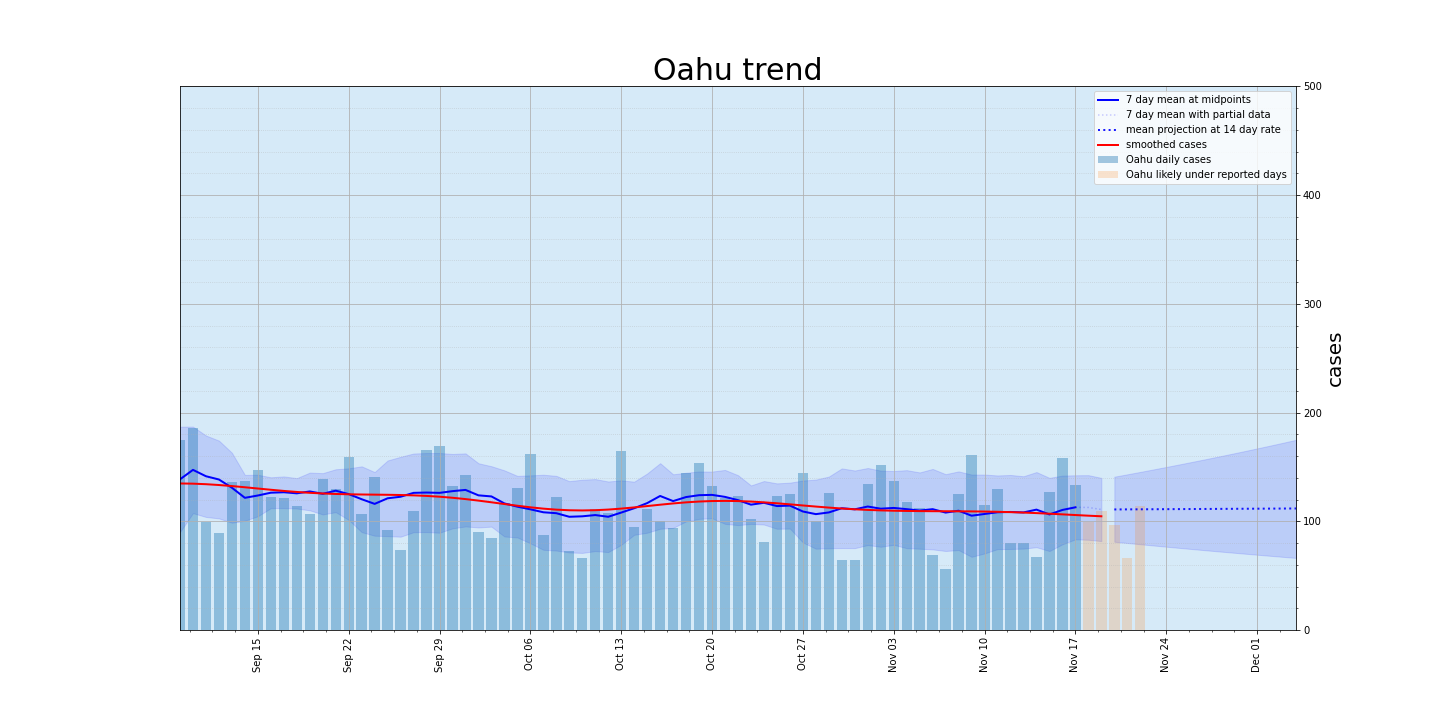 Oahu trend
7 day mean at midpoints
7 day mean with partial data
mean projection at 14 day rate
smoothed cases
Oahu daily cases
Oahu likely under reported days
500
400
300
200
100
0
cases
Sep 15
Sep 22
Sep 29
Oct 06
Oct 13
Oct 20
Oct 27
Nov 03
Nov 10
Nov 17
Nov 24
Dec 01